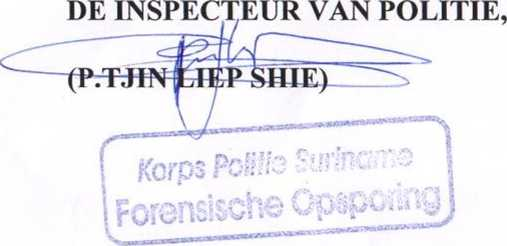 DE INSPECTEUR VAN POLITIE,
(P.TJIN LIEP SHIE)
Korps Politie Suriname
Forensische Opsporing